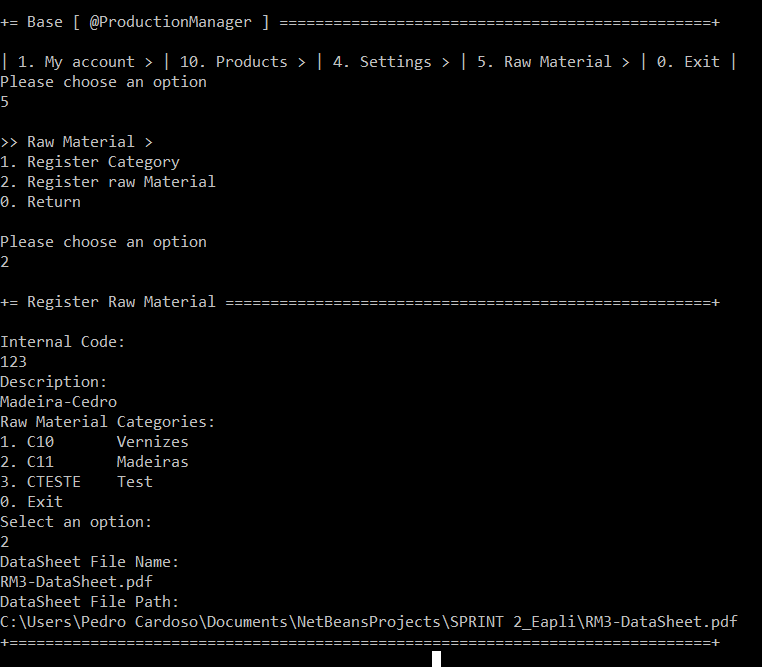 += Base [ @ProductionManager ] ================================================+
| 1. My account > | 10. Products > | 4. Settings > | 5. Raw Material > | 0. Exit |
Please choose an option
5
>> Raw Material >
1. Register Category
2. Register raw Material
0. Return
Please choose an option
2
+= Register Raw Material ======================================================+
Internal Code:
123
Description:
Madeira-Cedro
Raw Material Categories:
1. C10       Vernizes
2. C11       Madeiras
3. CTESTE    Test
0. Exit
Select an option:
2
DataSheet File Name:
RM3-DataSheet.pdf
DataSheet File Path:
C:\Users\Pedro Cardoso\Documents\NetBeansProjects\SPRINT 2_Eapli\RM3-DataSheet.pdf
+==============================================================================+